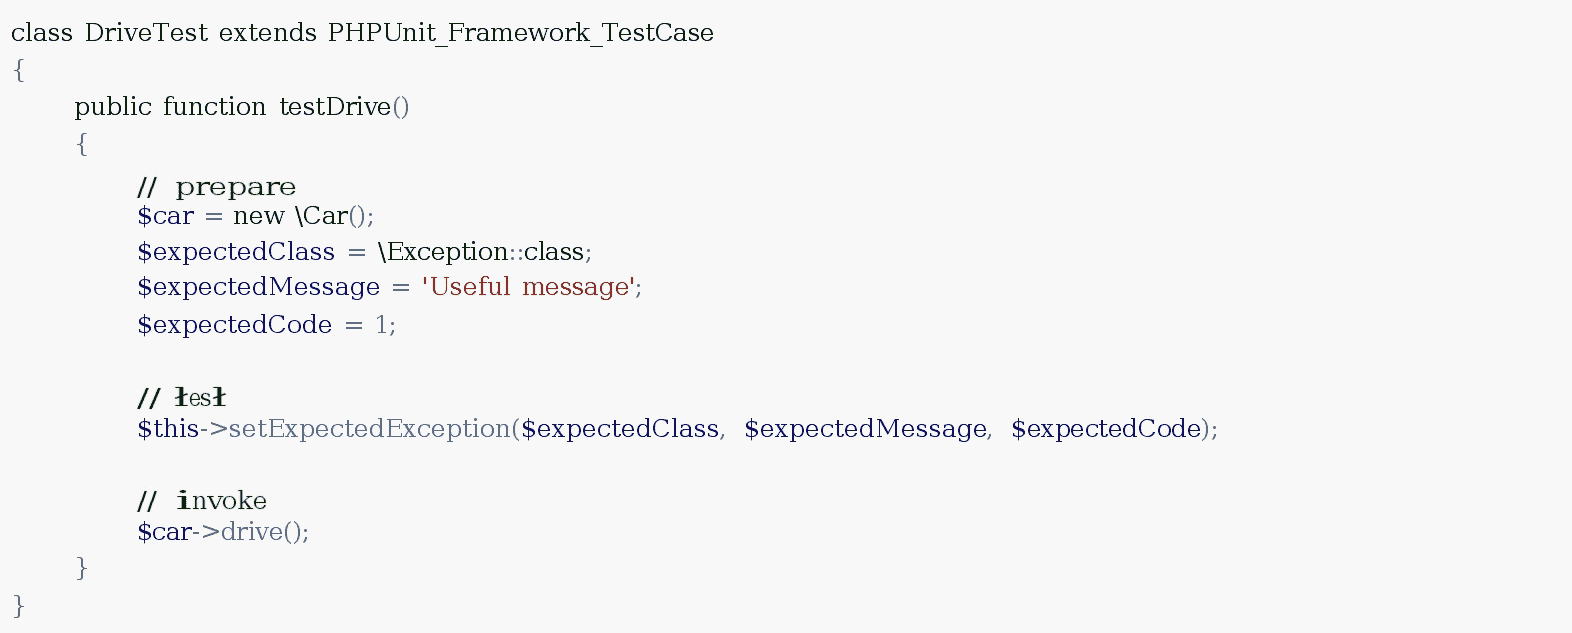 class DriveTest extends PHPUnit_Framework_TestCase
{
public function testDrive()
{
// prepare
$car = new \Car();
$expectedClass = \Exception::class;
$expectedMessage = 'Useful message';
$expectedCode = 1;
// łesł
$this->setExpectedException($expectedClass, $expectedMessage, $expectedCode);
// invoke
$car->drive();
}
}